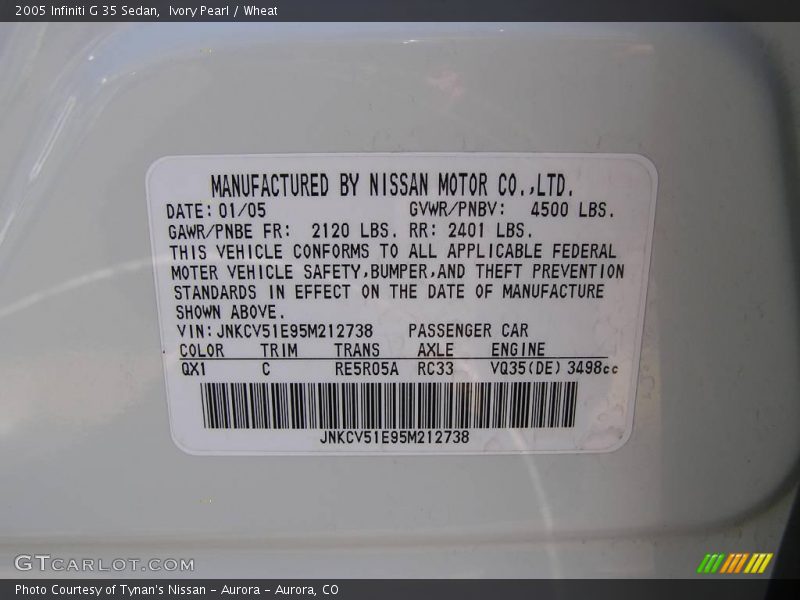 2005 Infiniti G 35 Sedan,  Ivory Pearl / Wheat
MANUFACTURED BY NISSAN MOTOR CO.,LTD.
DATE: 01/05 GVWR/PNBV: 4500 LBS.
GAWR/PNBE FR: 2120 LBS. RR: 2401 LBS.
THIS VEHICLE CONFORMS TO ALL APPLICABLE FEDERAL
MOTER VEHICLE SAFETY,BUMPER,AND THEFT PREVENTION
STANDARDS IN EFFECT ON THE DATE OF MANUFACTURE
SHOWN ABOVE.
VIN: JNKCV51E95M212738 PASSENGER CAR
COLOR TRIM TRANS AXLE ENGINE
QX1 C RE5R05A RC33 VQ35(DE) 3498cc
JNKCV51E95M212738
GTCARLOT.COM
Photo Courtesy of Tynan's Nissan - Aurora - Aurora, CO